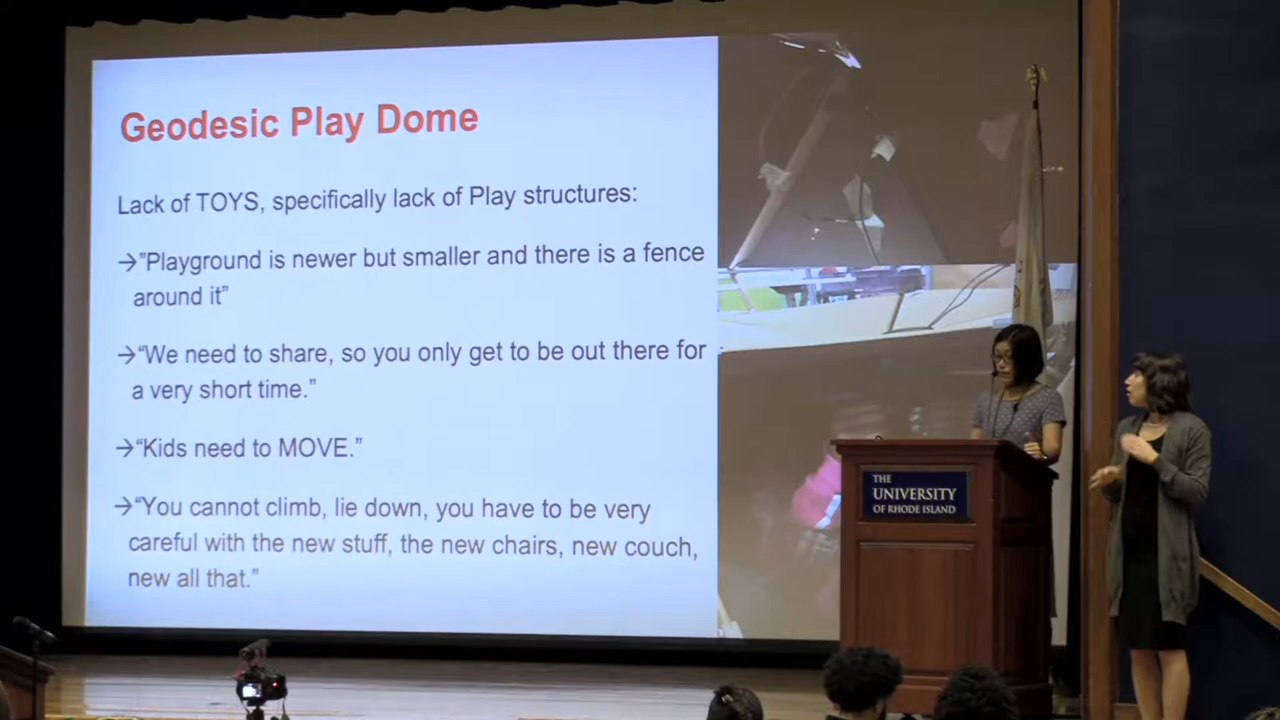 Geodesic Play Dome
Lack of TOYS, specifically lack of Play structures:
→"Playground is newer but smaller and there is a fence
around it"
→"We need to share, so you only get to be out there for
a very short time."
→"Kids need to MOVE."
→"You cannot climb, lie down, you have to be very
careful with the new stuff, the new chairs, new couch,
new all that."
THE
UNIVERSITY
OF RHODE ISLAND